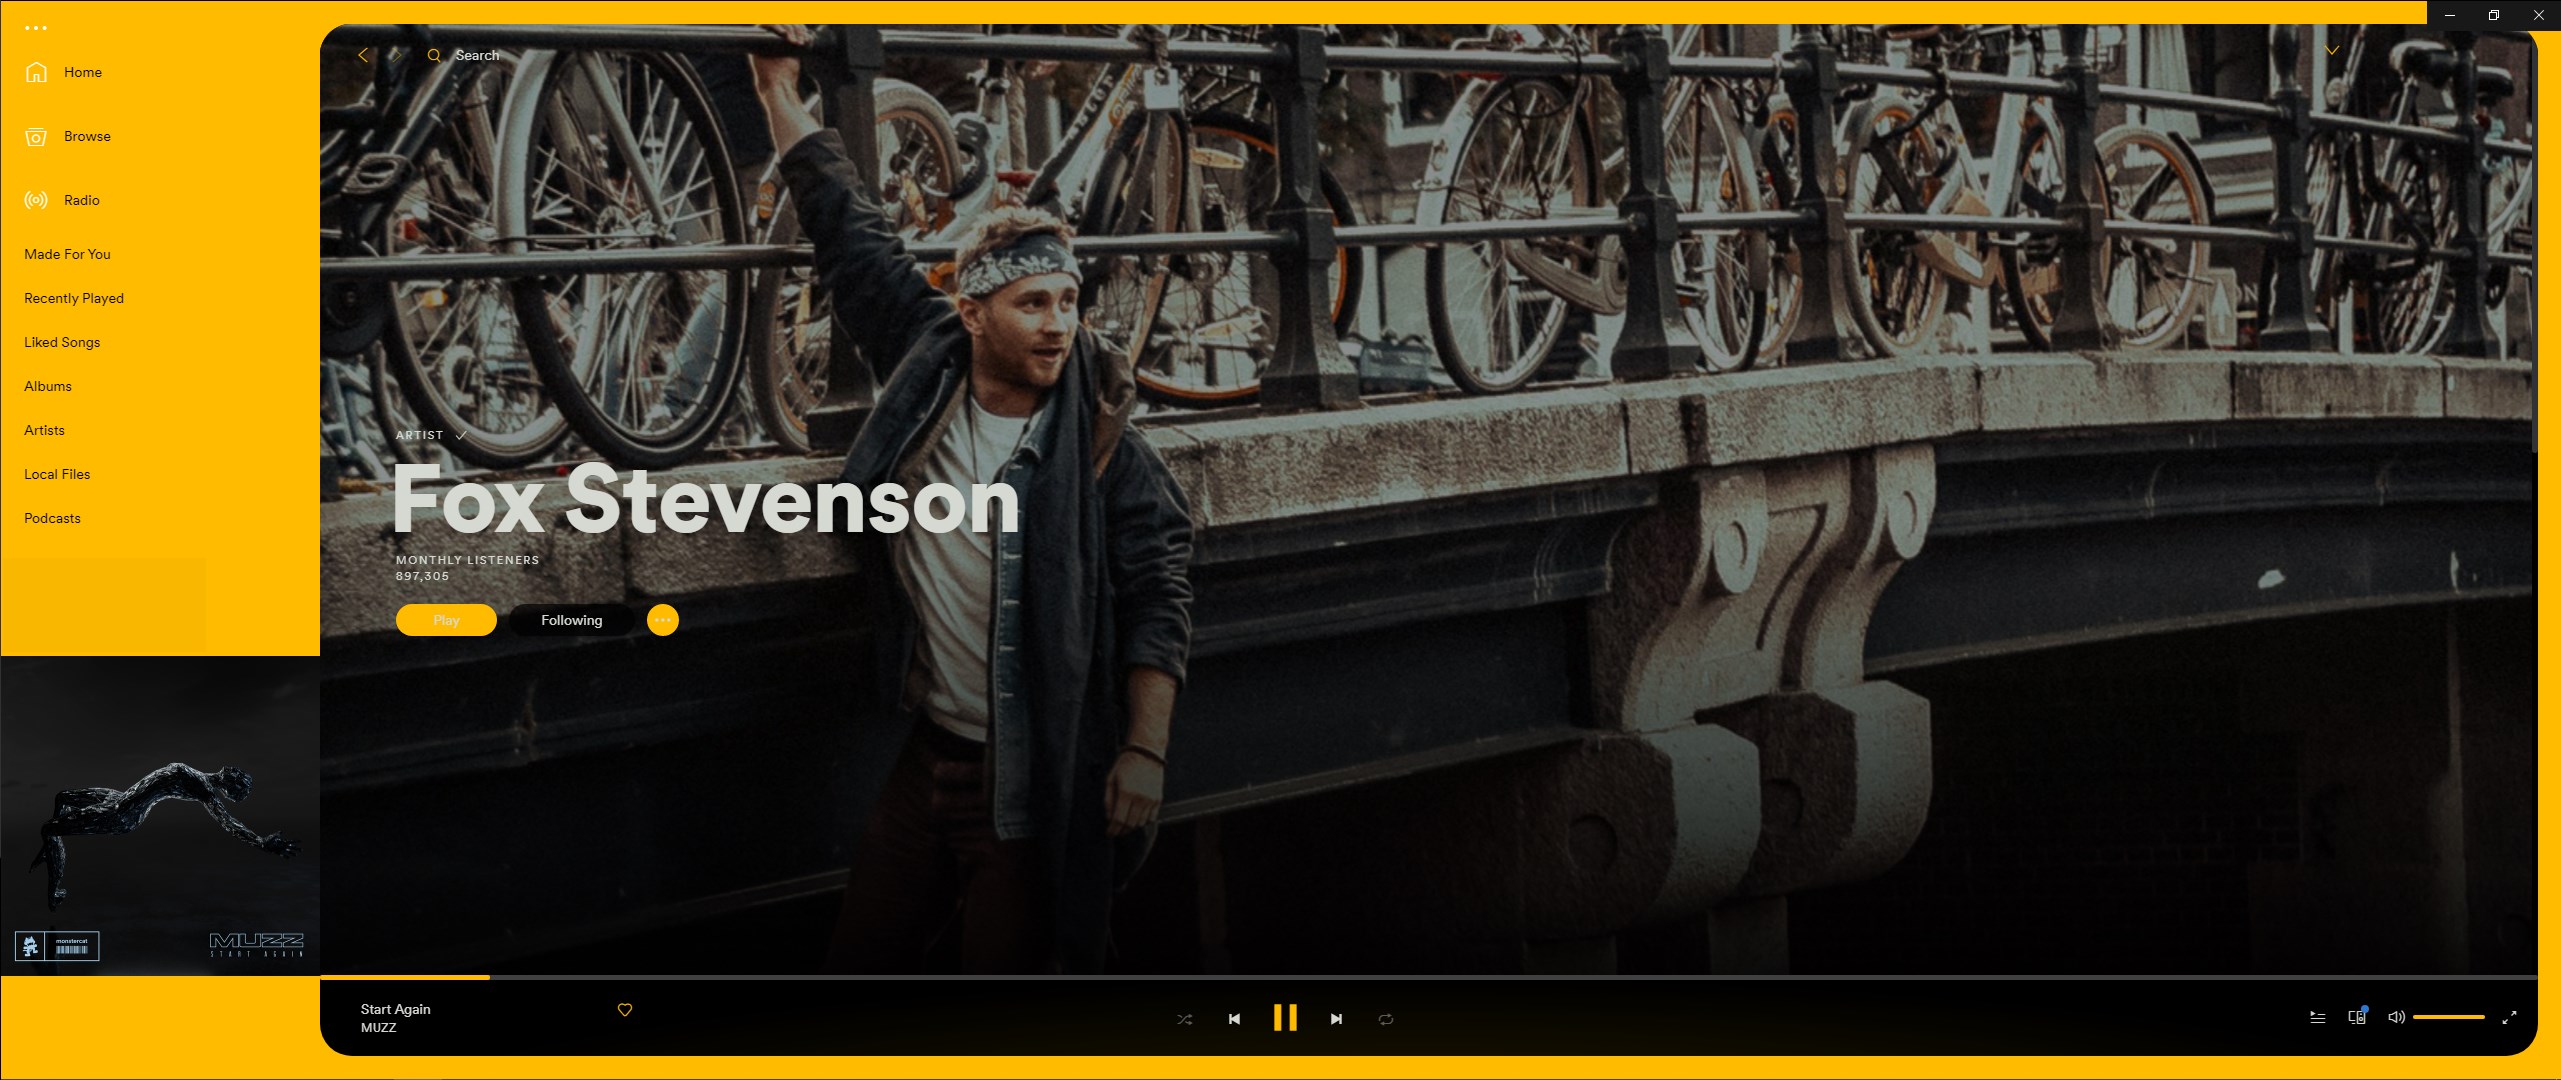 Search
Home
Browse
Radio
Made For You
Recently Played
Liked Songs
Albums
Artists
Local Files
Podcasts
ARTIST
Fox Stevenson
MONTHLY LISTENERS
897,305
Play
Following
monstercat
MUZZ
START AGAIN
Start Again
MUZZ